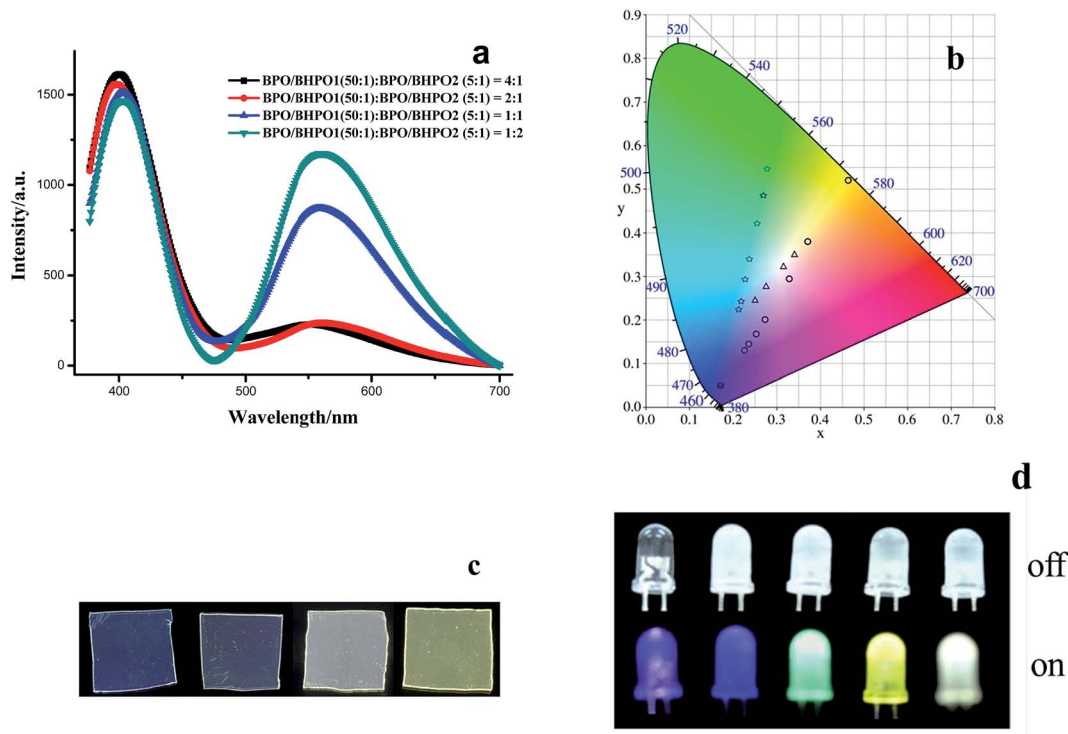 a
BPO/BHPO1(50:1):BPO/BHPO2 (5:1) = 4:1
BPO/BHPO1(50:1):BPO/BHPO2 (5:1) = 2:1
BPO/BHPO1(50:1):BPO/BHPO2 (5:1) = 1:1
BPO/BHPO1(50:1):BPO/BHPO2 (5:1) = 1:2
1500
1000
500
0
Intensity/a.u.
400
500
600
700
Wavelength/nm
b
0.9
0.8
0.7
0.6
0.5
0.4
0.3
0.2
0.1
0.0
y
520
540
560
580
600
620
700
500
490
480
470
460
380
0.0
0.1
0.2
0.3
0.4
0.5
0.6
0.7
0.8
x
c
d
off
on